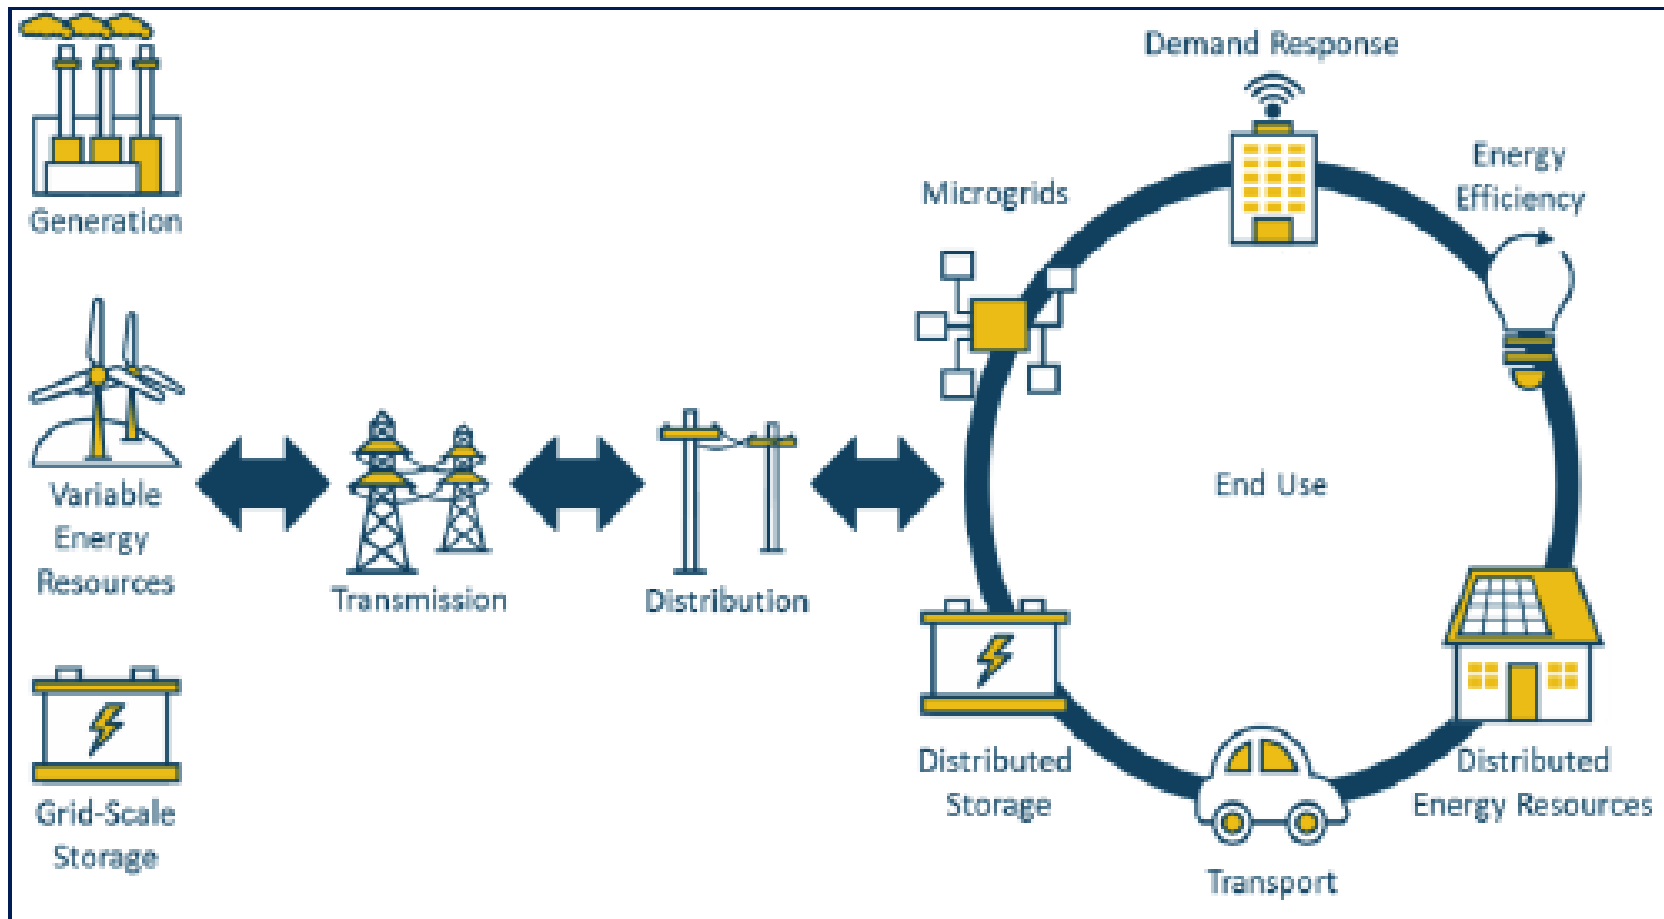 Generation
Variable
Energy
Resources
Grid-Scale
Storage
Transmission
Distribution
Demand Response
Microgrids
Energy
Efficiency
End Use
Distributed
Storage
Transport
Distributed
Energy Resources